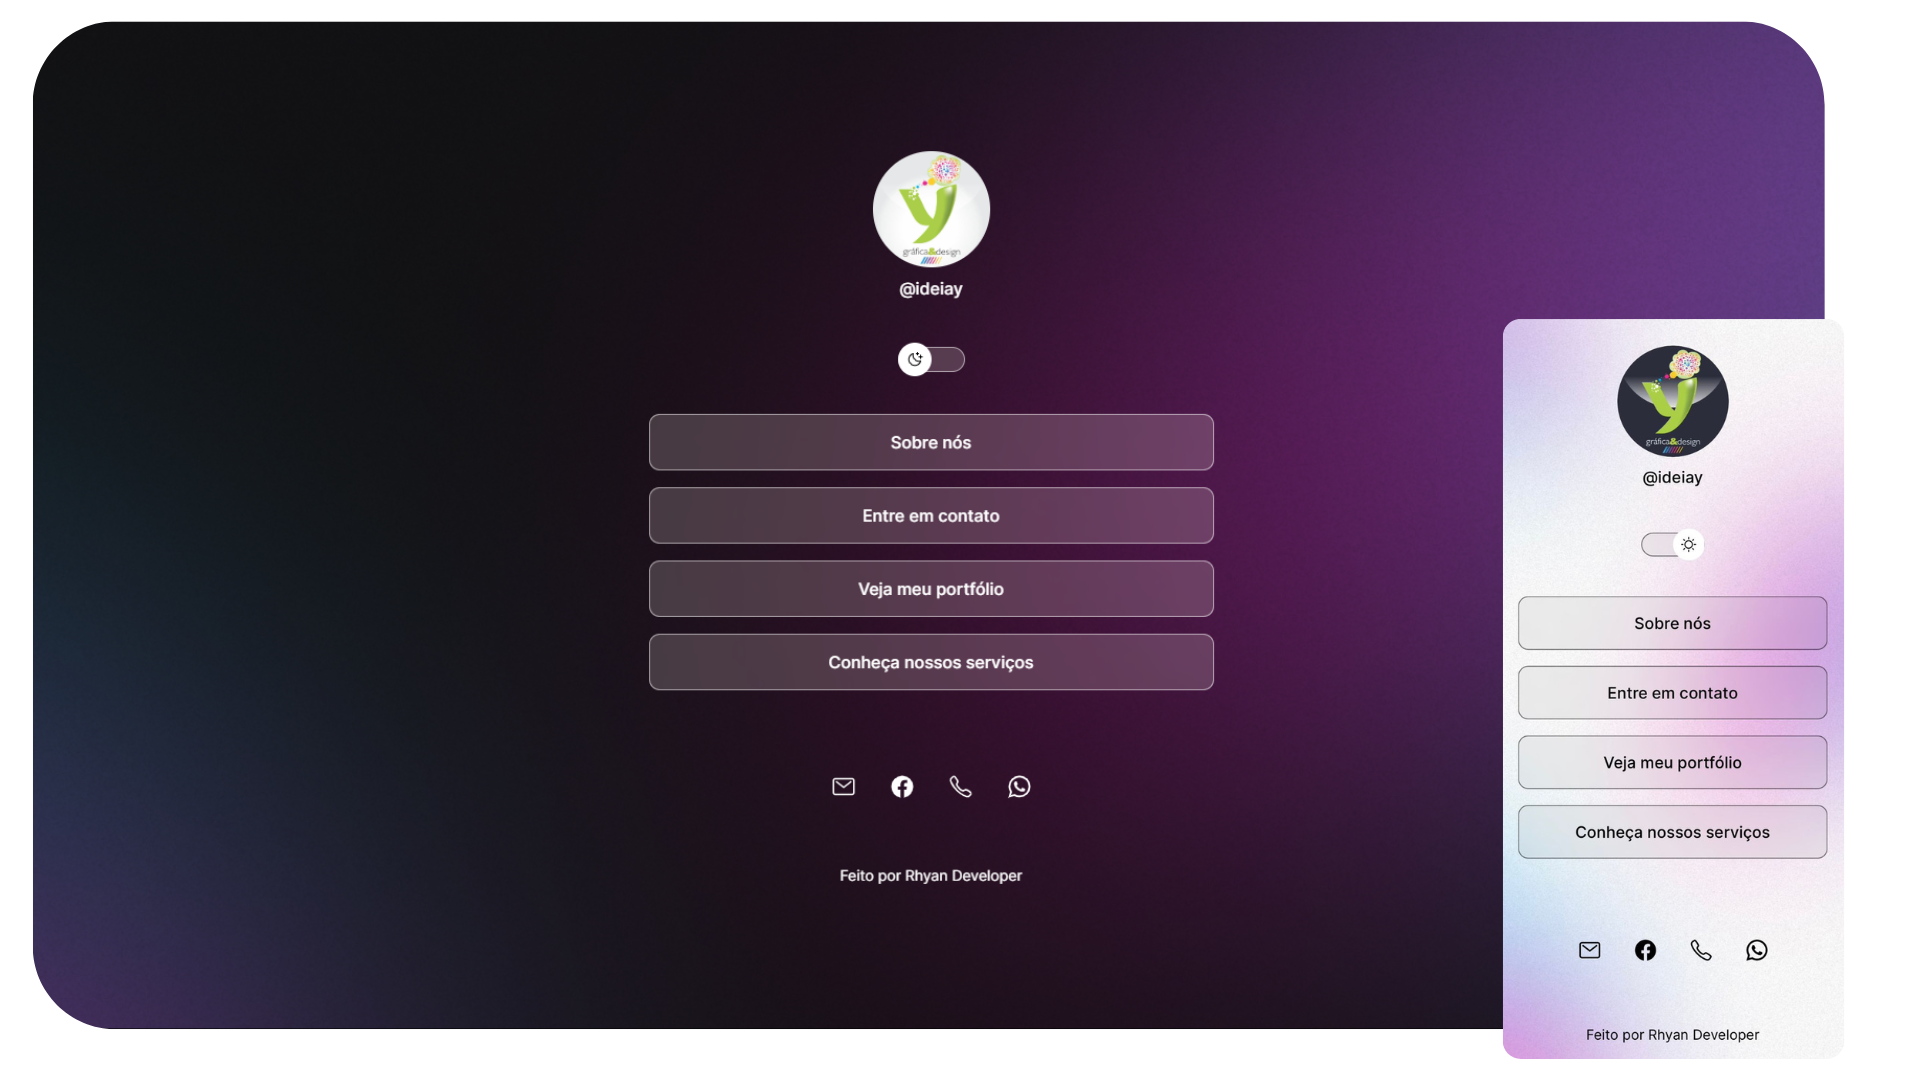 gráfica&design
@ideiay
Sobre nós
Entre em contato
Veja meu portfólio
Conheça nossos serviços
Feito por Rhyan Developer
gráfica&design
@ideiay
Sobre nós
Entre em contato
Veja meu portfólio
Conheça nossos serviços
Feito por Rhyan Developer